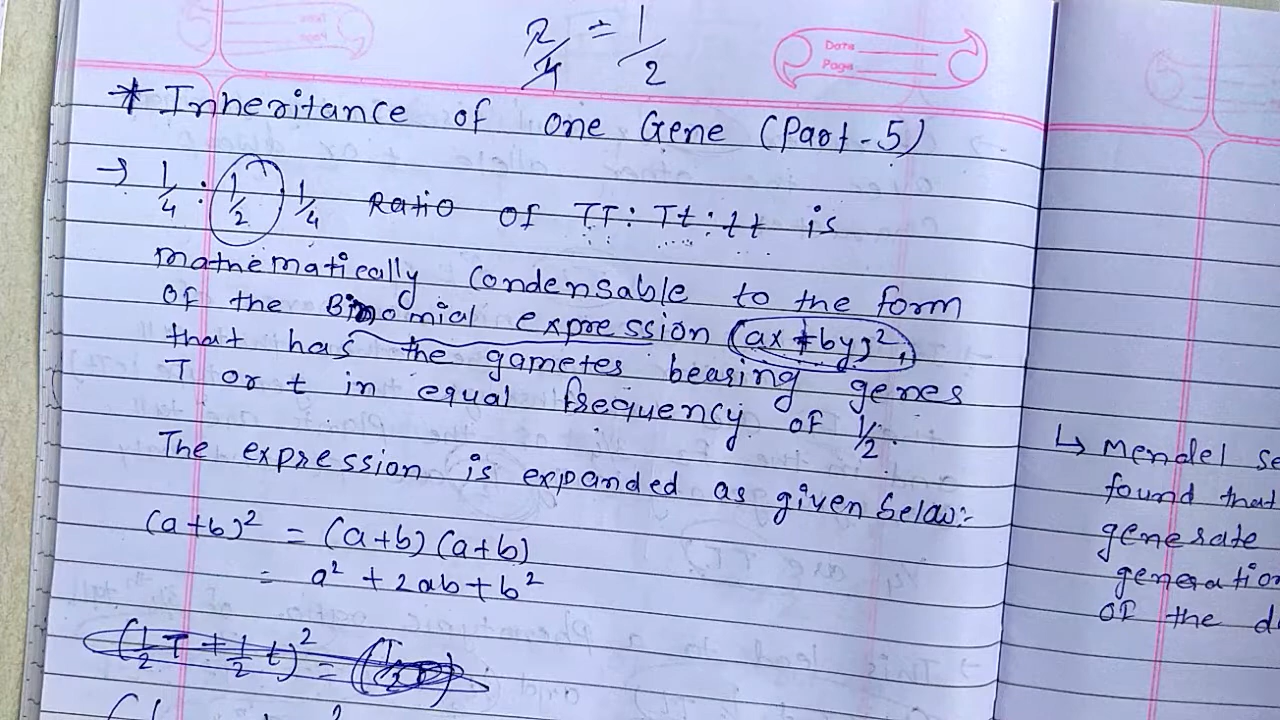 2/4 = 1/2
Date
Page
* Inheritance of one Gene (Part-5)
→ 1/4 : 1/2 : 1/4 Ratio of TT : Tt : tt is
mathematically condensable to the form
of the Binomial expression (ax+by)²,
that has the gametes bearing genes
T or t in equal frequency of 1/2.
The expression is expanded as given below:-
(a+b)² = (a+b) (a+b)
= a² + 2ab + b²
(1/2 T + 1/2 t)² =
↳ Mendel se
found that
generate
generation
of the d